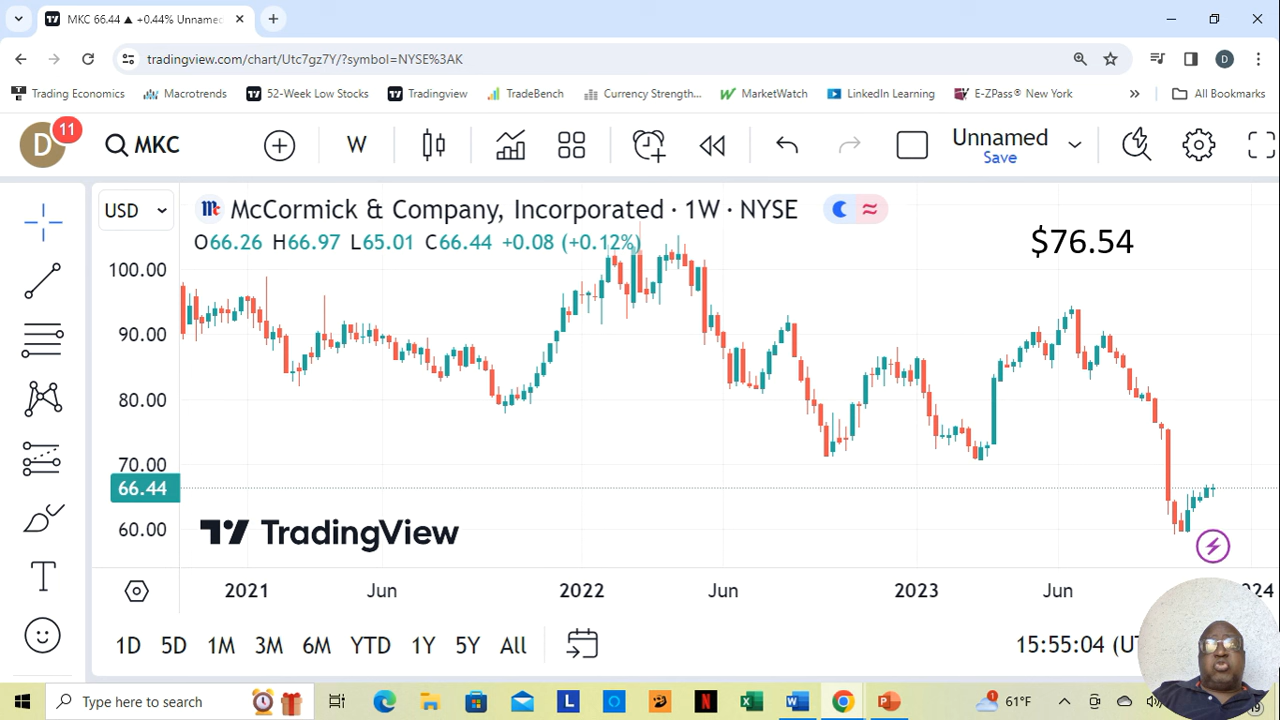 MKC 66.44 ▲ +0.44% Unname
tradingview.com/chart/Utc7gz7Y/?symbol=NYSE%3AK
D
Trading Economics
Macrotrends
52-Week Low Stocks
Tradingview
TradeBench
Currency Strength...
MarketWatch
LinkedIn Learning
E-ZPass® New York
»
All Bookmarks
D
11
MKC
W
Unnamed
Save
USD
McCormick & Company, Incorporated · 1W · NYSE
O66.26 H66.97 L65.01 C66.44 +0.08 (+0.12%)
$76.54
100.00
90.00
80.00
70.00
66.44
60.00
TradingView
2021
Jun
2022
Jun
2023
Jun
24
1D 5D 1M 3M 6M YTD 1Y 5Y All
15:55:04 (U
Type here to search
1
61°F